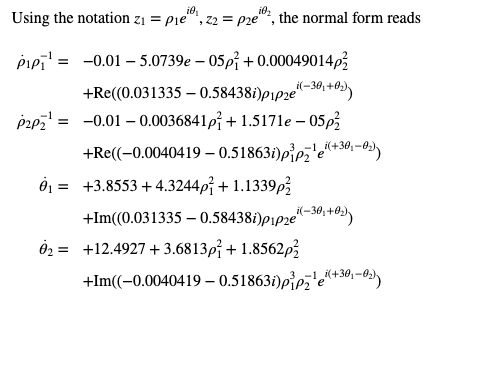 Using the notation z₁ = ρ₁e^{iθ₁}, z₂ = ρ₂e^{iθ₂}, the normal form reads
ρ̇₁ρ₁⁻¹ = −0.01 − 5.0739e − 05ρ₁² + 0.00049014ρ₂²
+Re((0.031335 − 0.58438i)ρ₁ρ₂e^{i(−3θ₁+θ₂)})
ρ̇₂ρ₂⁻¹ = −0.01 − 0.0036841ρ₁² + 1.5171e − 05ρ₂²
+Re((−0.0040419 − 0.51863i)ρ₁³ρ₂⁻¹e^{i(+3θ₁−θ₂)})
θ̇₁ = +3.8553 + 4.3244ρ₁² + 1.1339ρ₂²
+Im((0.031335 − 0.58438i)ρ₁ρ₂e^{i(−3θ₁+θ₂)})
θ̇₂ = +12.4927 + 3.6813ρ₁² + 1.8562ρ₂²
+Im((−0.0040419 − 0.51863i)ρ₁³ρ₂⁻¹e^{i(+3θ₁−θ₂)})